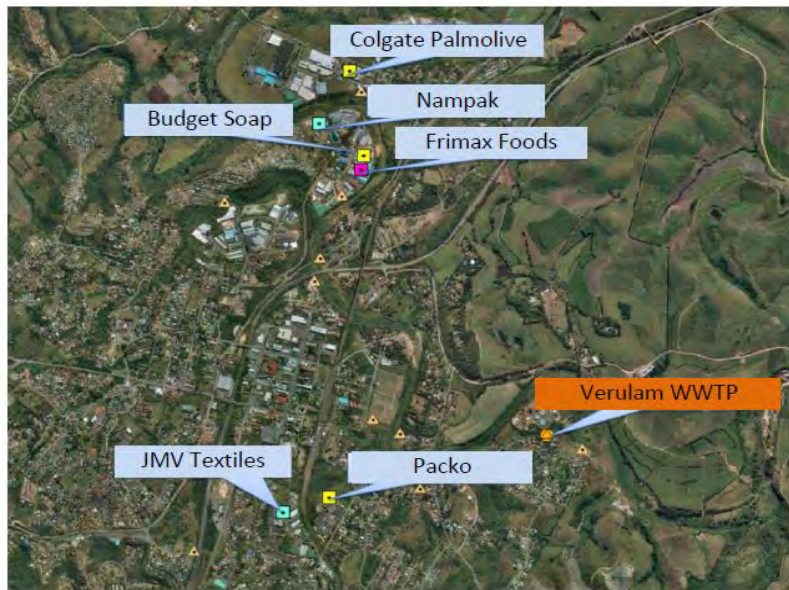 Colgate Palmolive
Nampak
Budget Soap
Frimax Foods
Verulam WWTP
JMV Textiles
Packo